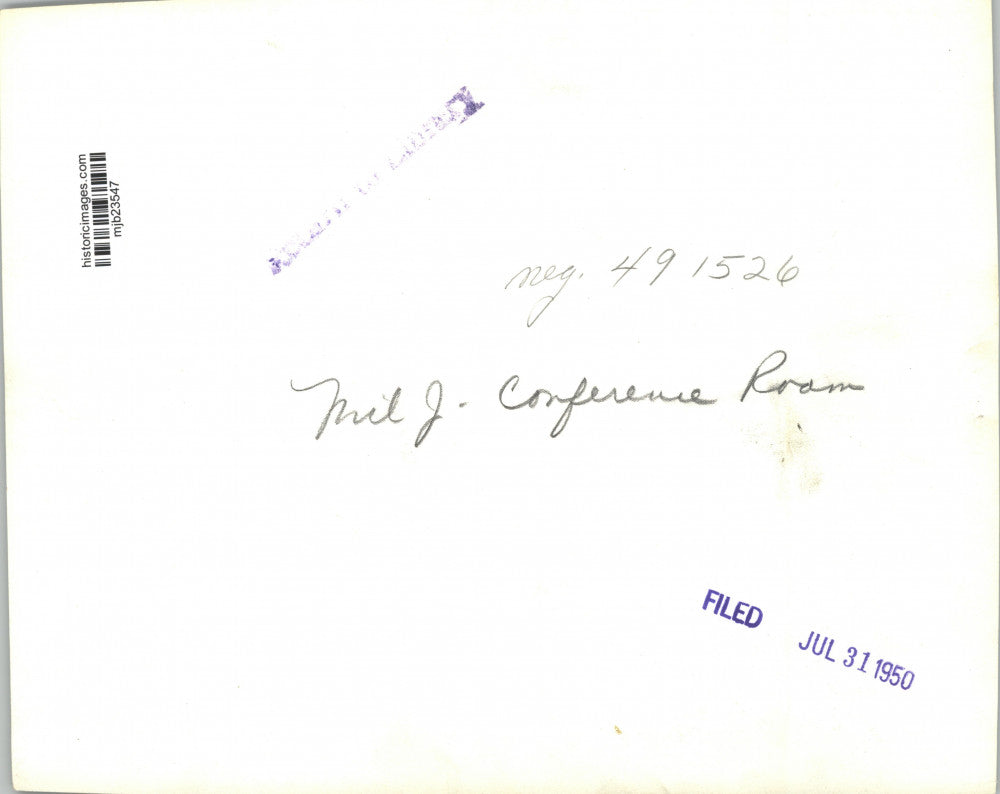 historicimages.com
mjb23547
neg. 49 1526
Mil J. Conference Room
FILED
JUL 31 1950